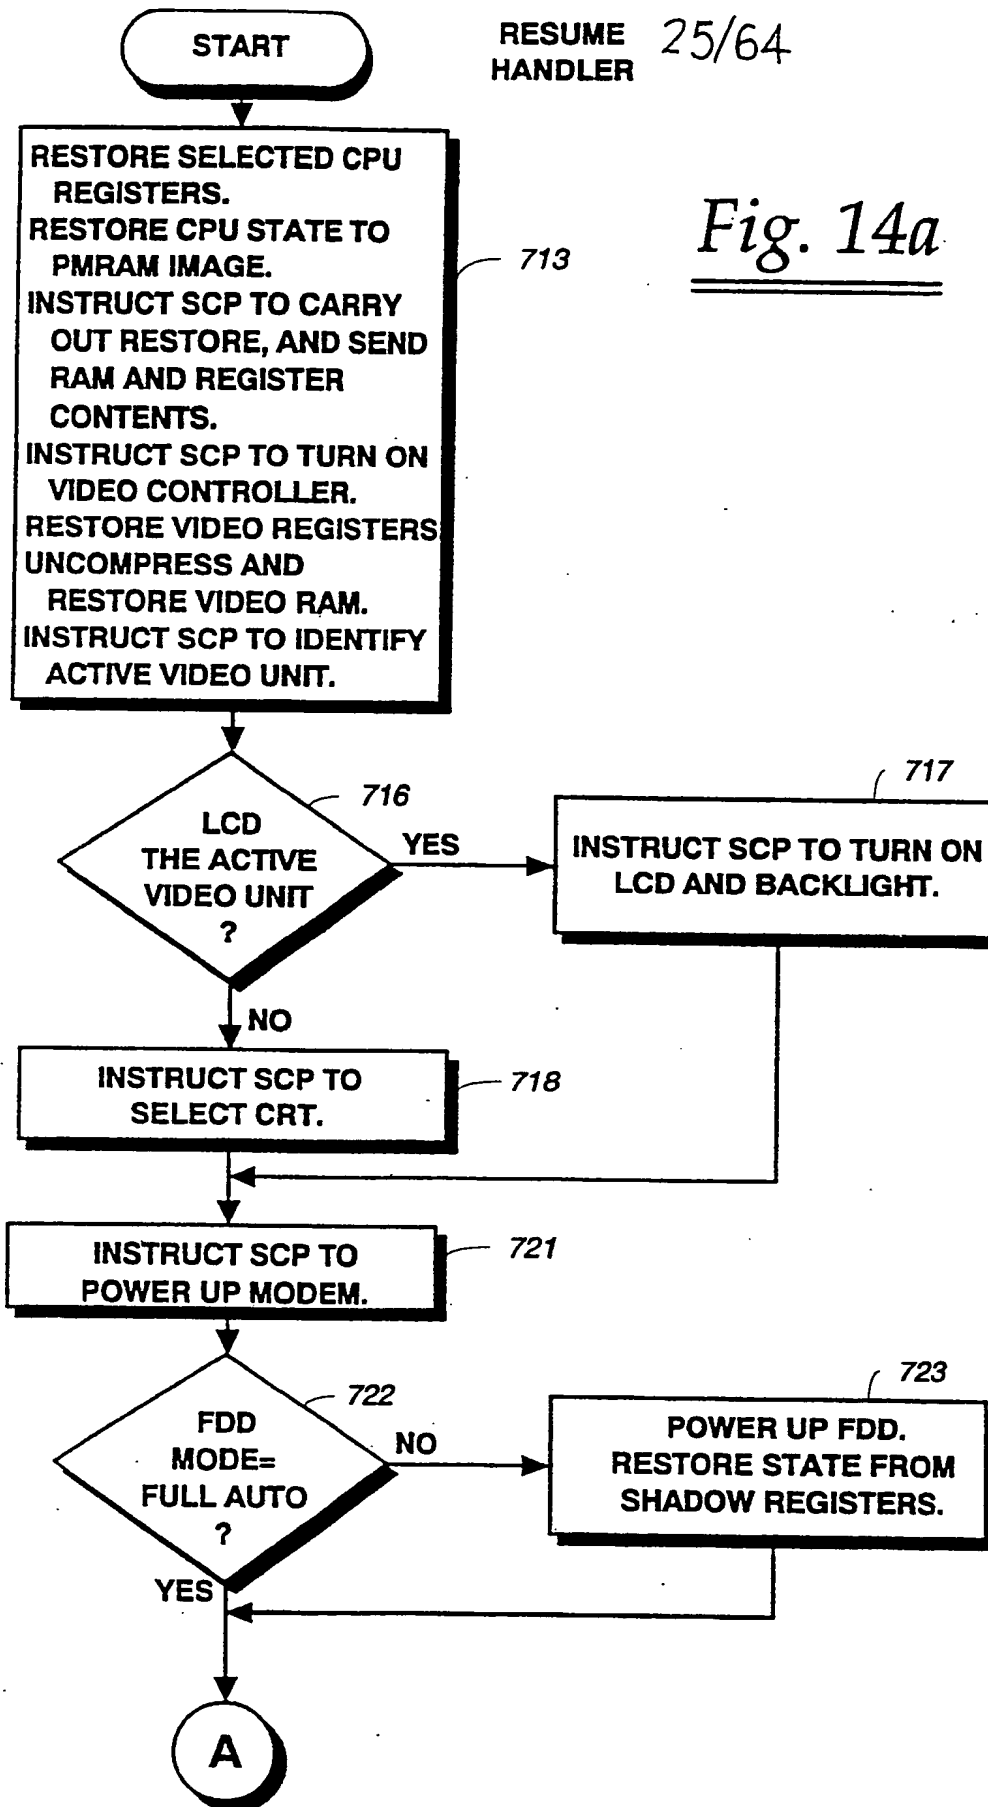 START
RESUME
HANDLER
25/64
Fig. 14a
RESTORE SELECTED CPU
REGISTERS.
RESTORE CPU STATE TO
PMRAM IMAGE.
INSTRUCT SCP TO CARRY
OUT RESTORE, AND SEND
RAM AND REGISTER
CONTENTS.
INSTRUCT SCP TO TURN ON
VIDEO CONTROLLER.
RESTORE VIDEO REGISTERS
UNCOMPRESS AND
RESTORE VIDEO RAM.
INSTRUCT SCP TO IDENTIFY
ACTIVE VIDEO UNIT.
713
LCD
THE ACTIVE
VIDEO UNIT
?
716
YES
717
INSTRUCT SCP TO TURN ON
LCD AND BACKLIGHT.
NO
INSTRUCT SCP TO
SELECT CRT.
718
INSTRUCT SCP TO
POWER UP MODEM.
721
FDD
MODE=
FULL AUTO
?
722
NO
723
POWER UP FDD.
RESTORE STATE FROM
SHADOW REGISTERS.
YES
A